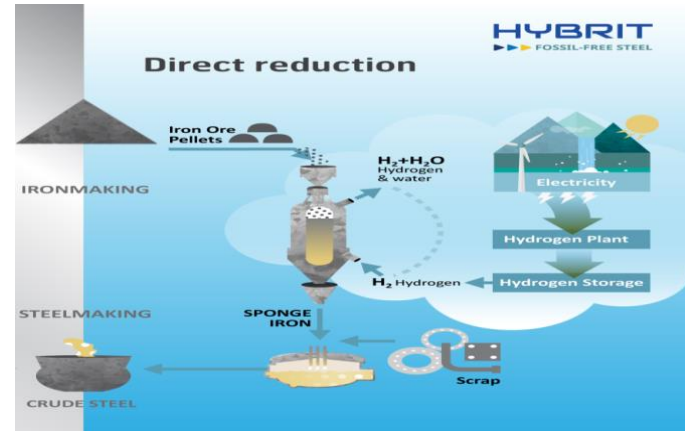 HYBRIT
FOSSIL-FREE STEEL
Direct reduction
Iron Ore
Pellets
H₂+H₂O
Hydrogen
& water
IRONMAKING
Electricity
Hydrogen Plant
H₂ Hydrogen
Hydrogen Storage
STEELMAKING
SPONGE
IRON
Scrap
CRUDE STEEL